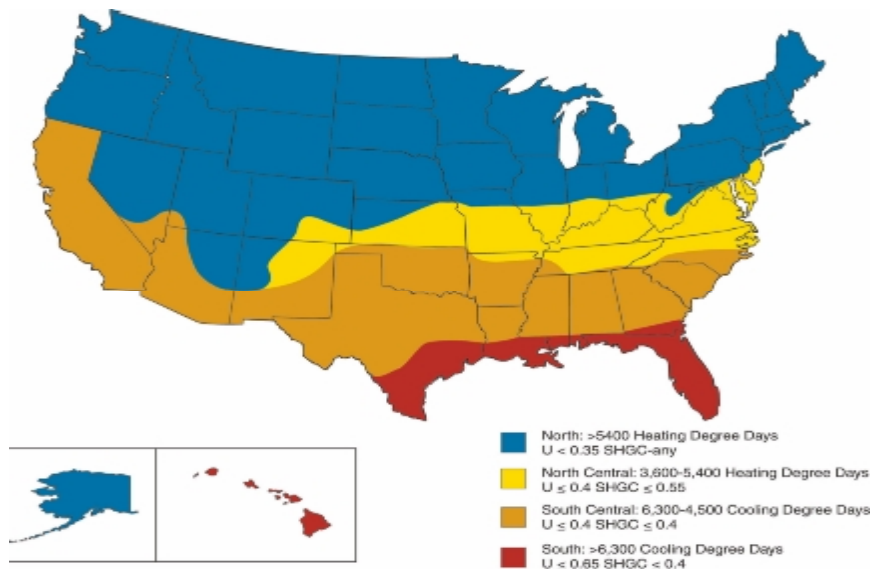 North: >5400 Heating Degree Days
U < 0.35 SHGC-any
North Central: 3,600-5,400 Heating Degree Days
U ≤ 0.4 SHGC ≤ 0.55
South Central: 6,300-4,500 Cooling Degree Days
U ≤ 0.4 SHGC ≤ 0.4
South: >6,300 Cooling Degree Days
U < 0.65 SHGC < 0.4